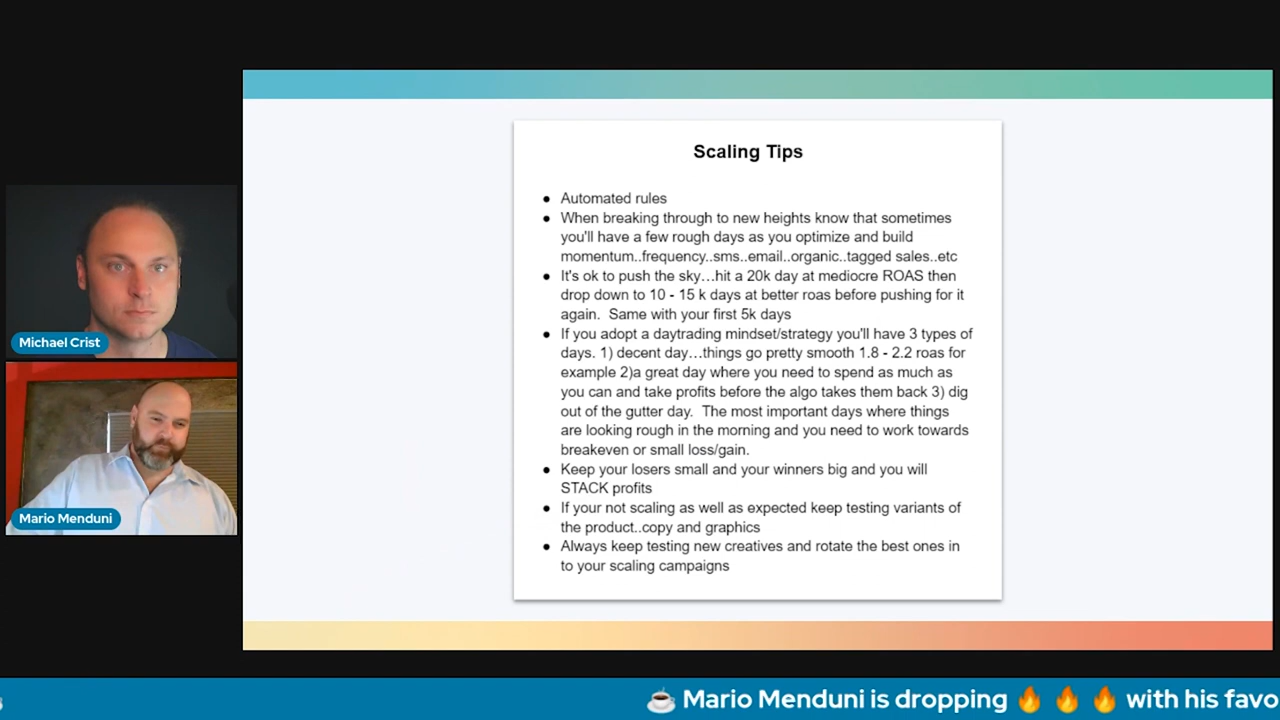 Scaling Tips
● Automated rules
● When breaking through to new heights know that sometimes
you'll have a few rough days as you optimize and build
momentum..frequency..sms..email..organic..tagged sales..etc
● It's ok to push the sky…hit a 20k day at mediocre ROAS then
drop down to 10 - 15 k days at better roas before pushing for it
again.  Same with your first 5k days
● If you adopt a daytrading mindset/strategy you'll have 3 types of
days. 1) decent day…things go pretty smooth 1.8 - 2.2 roas for
example 2)a great day where you need to spend as much as
you can and take profits before the algo takes them back 3) dig
out of the gutter day.  The most important days where things
are looking rough in the morning and you need to work towards
breakeven or small loss/gain.
● Keep your losers small and your winners big and you will
STACK profits
● If your not scaling as well as expected keep testing variants of
the product..copy and graphics
● Always keep testing new creatives and rotate the best ones in
to your scaling campaigns
Michael Crist
Mario Menduni
☕ Mario Menduni is dropping 🔥 🔥 🔥 with his favo